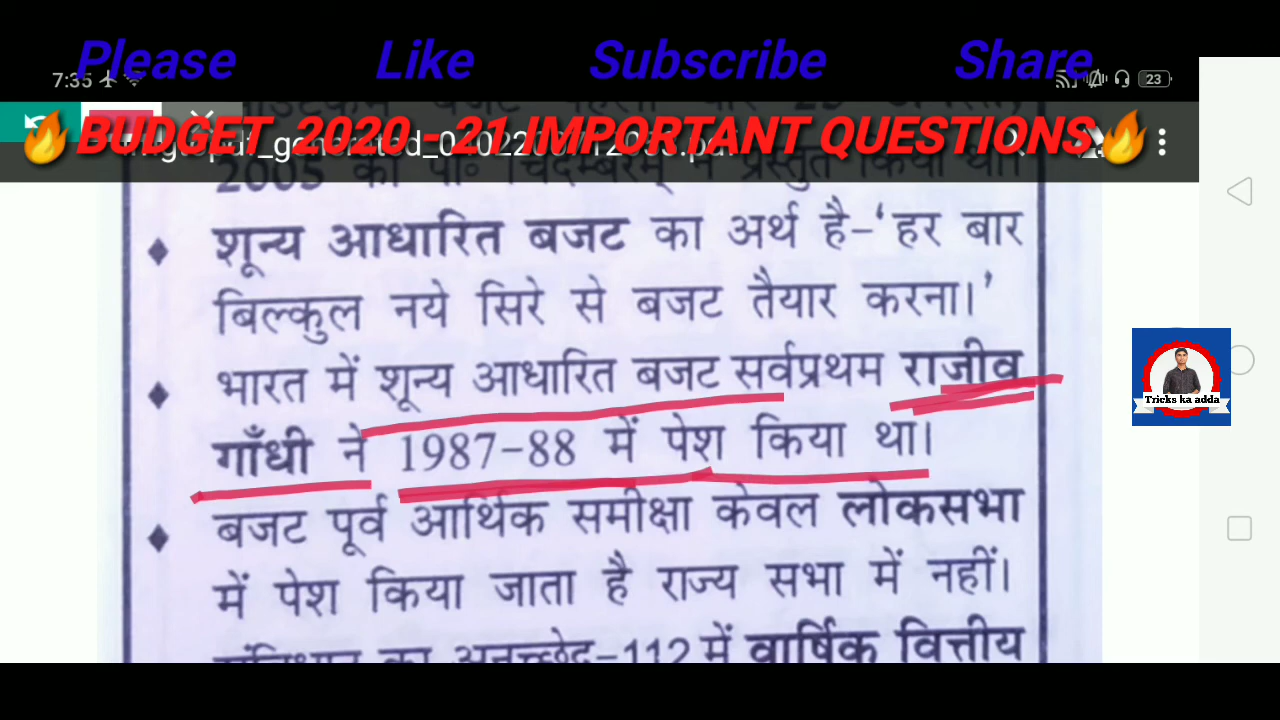 Please Like Subscribe Share
7:35 23
🔥BUDGET 2020 - 21 IMPORTANT QUESTIONS🔥
2005 को पी॰ चिदम्बरम् ने प्रस्तुत किया था।
♦ शून्य आधारित बजट का अर्थ है-‘हर बार
बिल्कुल नये सिरे से बजट तैयार करना।’
♦ भारत में शून्य आधारित बजट सर्वप्रथम राजीव
गाँधी ने 1987-88 में पेश किया था।
Tricks ka adda
♦ बजट पूर्व आर्थिक समीक्षा केवल लोकसभा
में पेश किया जाता है राज्य सभा में नहीं।
संविधान का अनुच्छेद-112 में वार्षिक वित्तीय